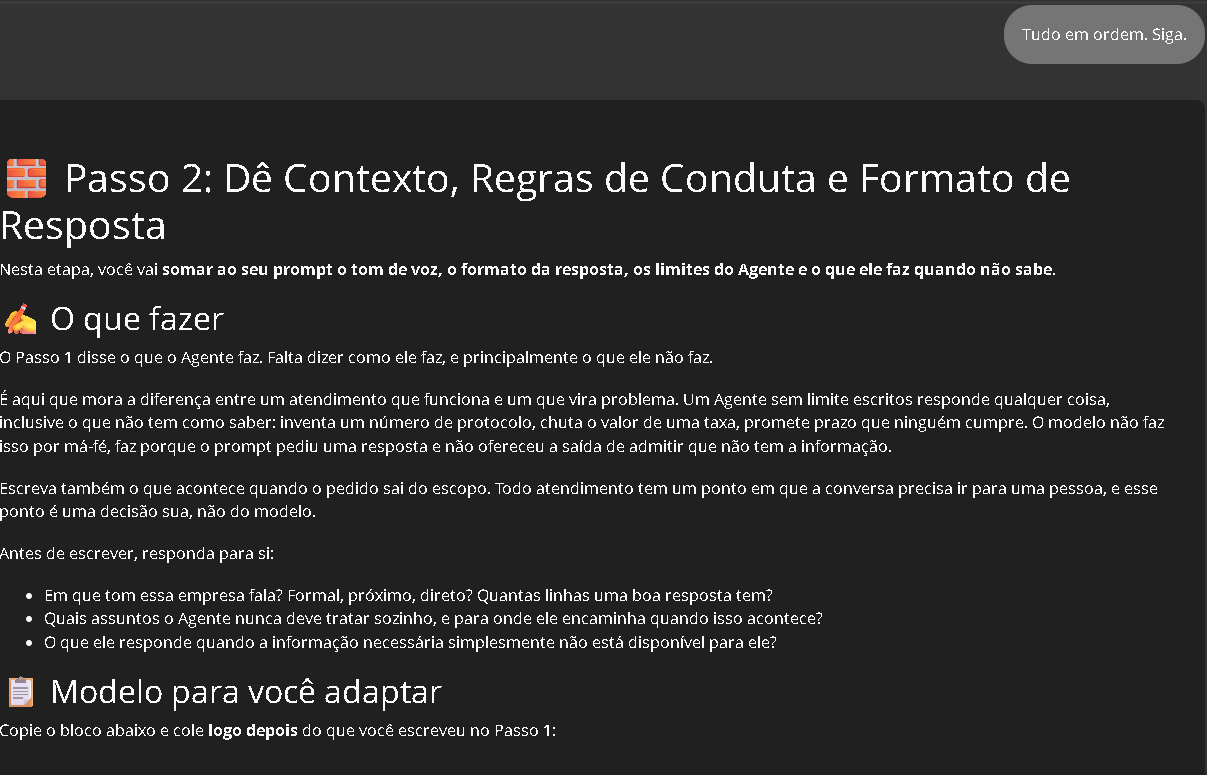 Tudo em ordem. Siga.
Passo 2: Dê Contexto, Regras de Conduta e Formato de
Resposta
Nesta etapa, você vai somar ao seu prompt o tom de voz, o formato da resposta, os limites do Agente e o que ele faz quando não sabe.
O que fazer
O Passo 1 disse o que o Agente faz. Falta dizer como ele faz, e principalmente o que ele não faz.
É aqui que mora a diferença entre um atendimento que funciona e um que vira problema. Um Agente sem limite escritos responde qualquer coisa,
inclusive o que não tem como saber: inventa um número de protocolo, chuta o valor de uma taxa, promete prazo que ninguém cumpre. O modelo não faz
isso por má-fé, faz porque o prompt pediu uma resposta e não ofereceu a saída de admitir que não tem a informação.
Escreva também o que acontece quando o pedido sai do escopo. Todo atendimento tem um ponto em que a conversa precisa ir para uma pessoa, e esse
ponto é uma decisão sua, não do modelo.
Antes de escrever, responda para si:
• Em que tom essa empresa fala? Formal, próximo, direto? Quantas linhas uma boa resposta tem?
• Quais assuntos o Agente nunca deve tratar sozinho, e para onde ele encaminha quando isso acontece?
• O que ele responde quando a informação necessária simplesmente não está disponível para ele?
Modelo para você adaptar
Copie o bloco abaixo e cole logo depois do que você escreveu no Passo 1: